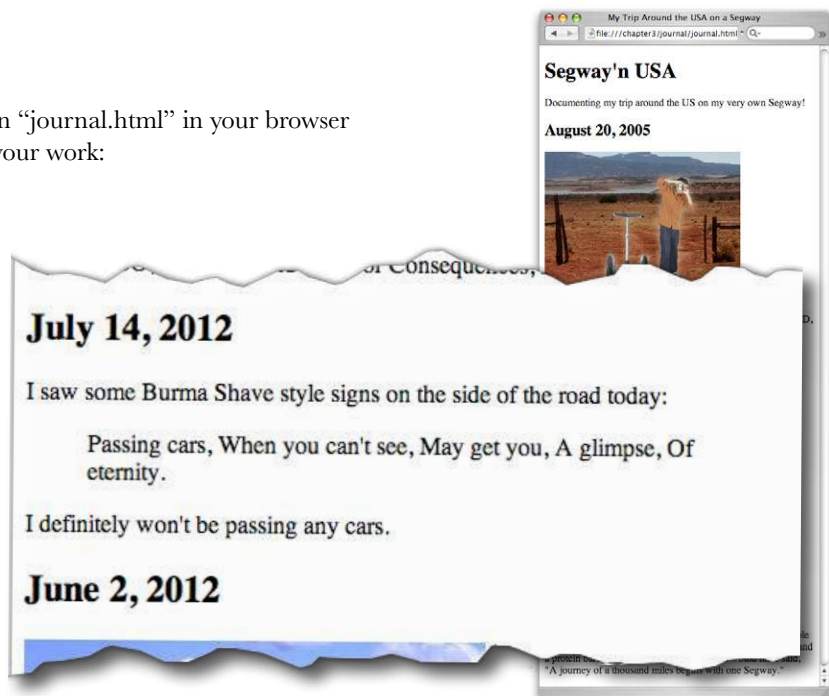 n “journal.html” in your browser
your work:
My Trip Around the USA on a Segway
file:///chapter3/journal/journal.html
Q-
Segway'n USA
Documenting my trip around the US on my very own Segway!
August 20, 2005
of Consequences,
July 14, 2012
I saw some Burma Shave style signs on the side of the road today:
Passing cars, When you can't see, May get you, A glimpse, Of
eternity.
I definitely won't be passing any cars.
June 2, 2012
"A journey of a thousand miles begins with one Segway."